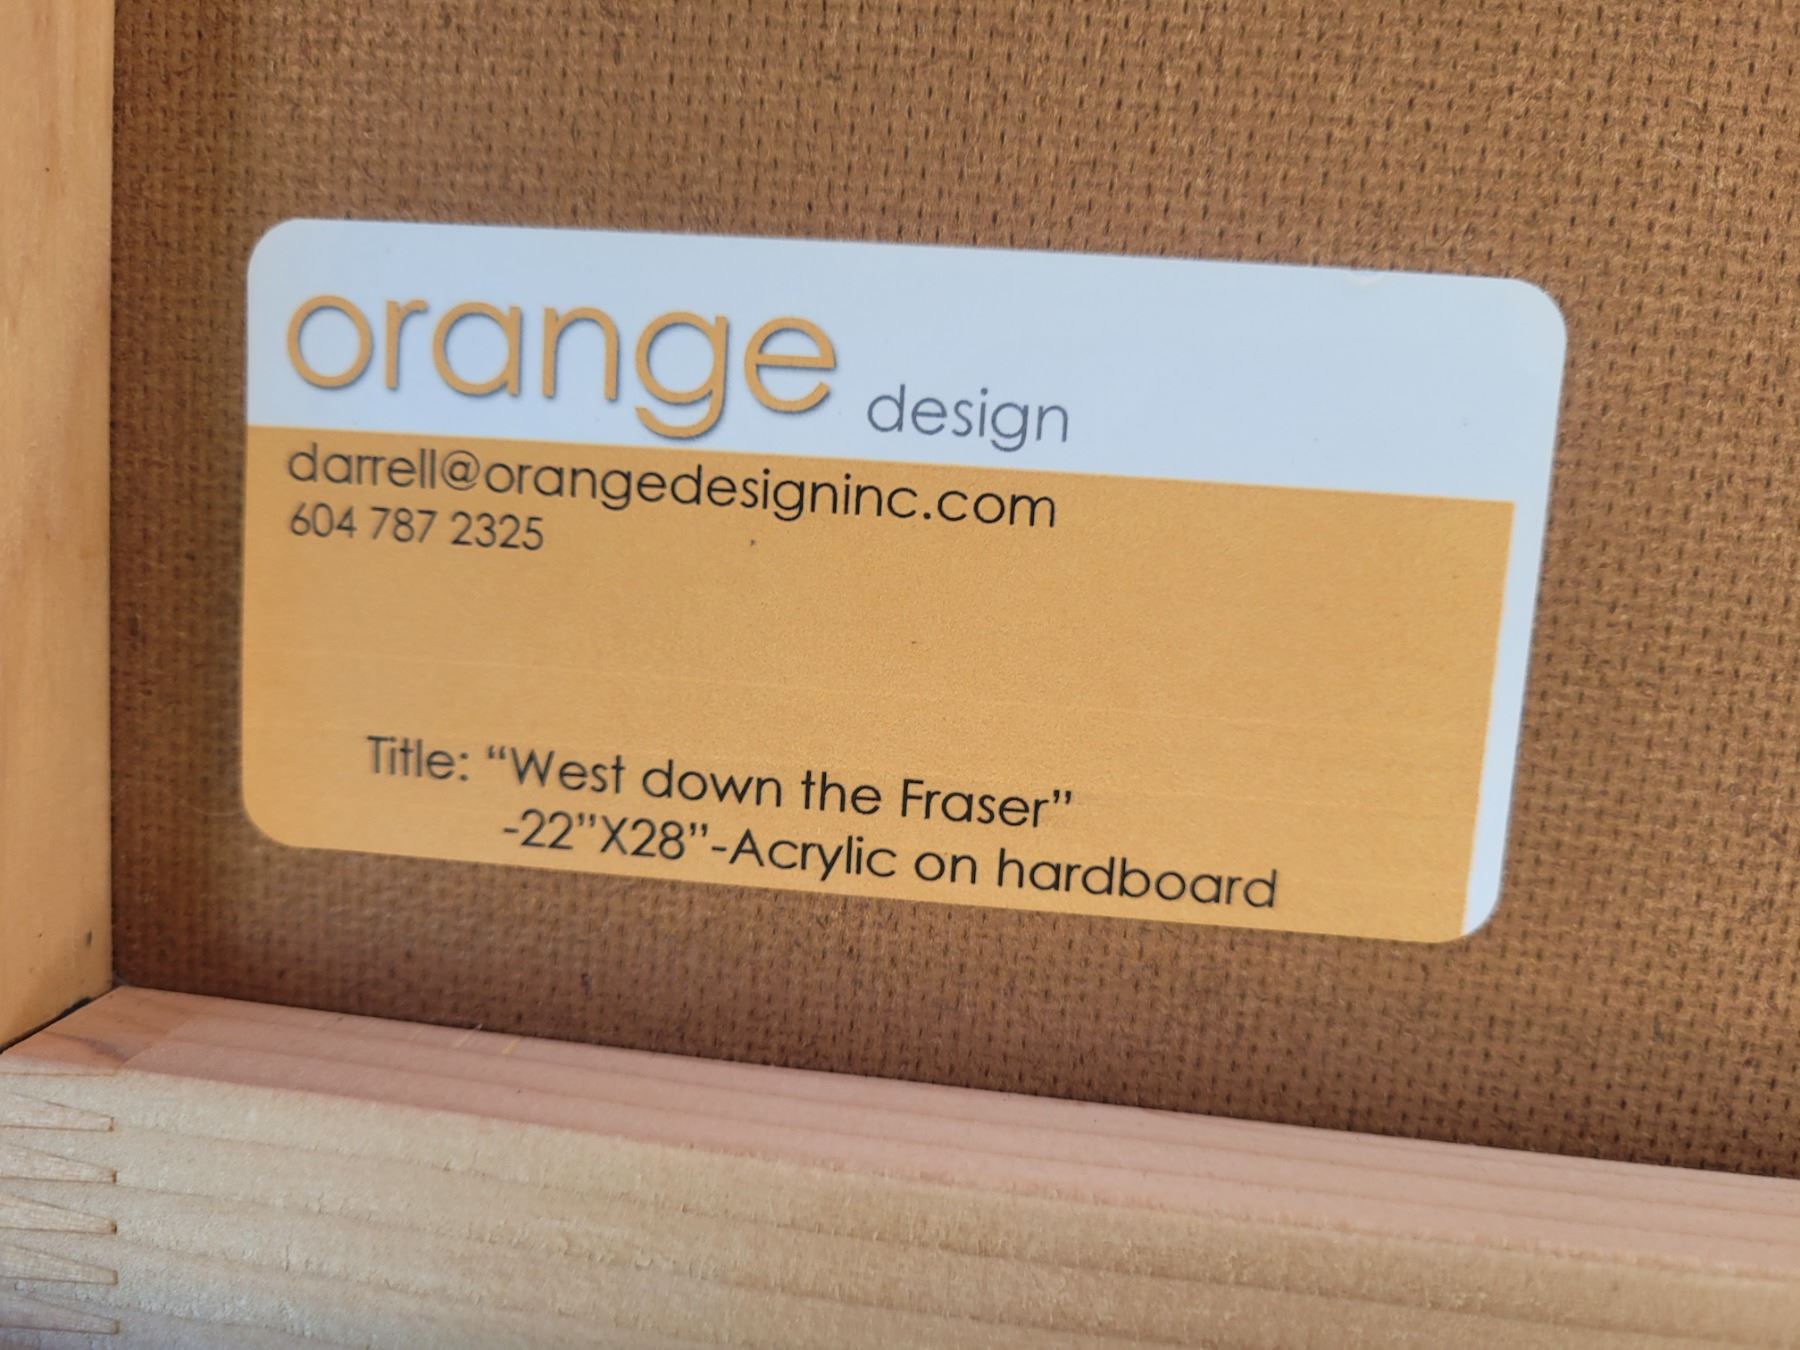 orange design
darrell@orangedesigninc.com
604 787 2325
Title: “West down the Fraser”
-22”X28”-Acrylic on hardboard